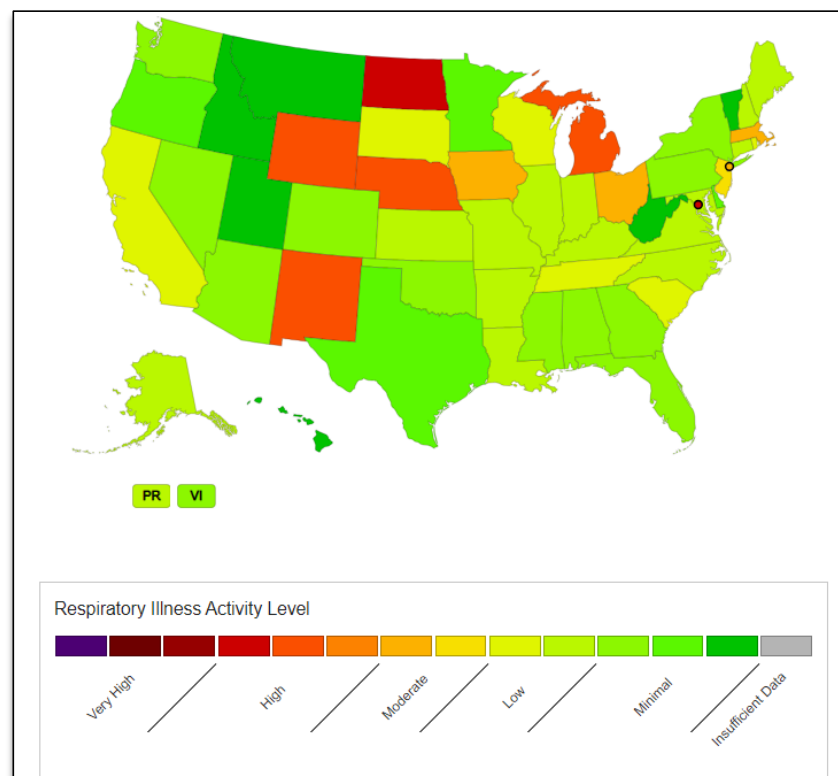 PR VI
Respiratory Illness Activity Level
Very High
High
Moderate
Low
Minimal
Insufficient Data